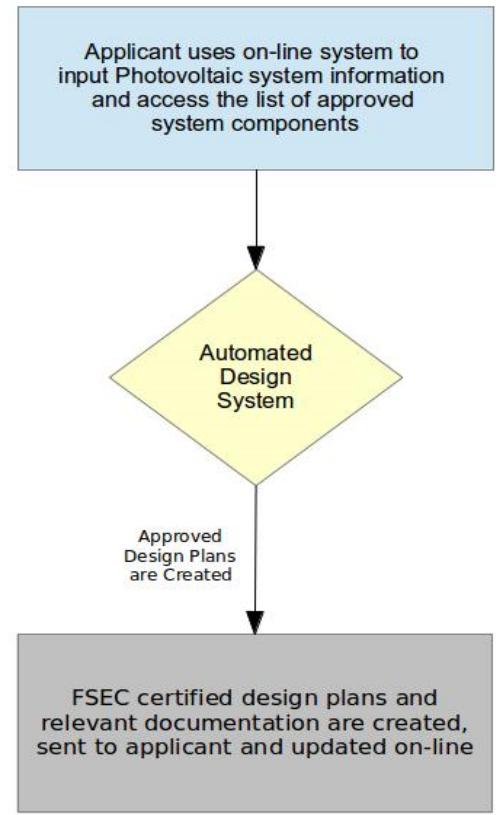 Applicant uses on-line system to
input Photovoltaic system information
and access the list of approved
system components
Automated
Design
System
Approved
Design Plans
are Created
FSEC certified design plans and
relevant documentation are created,
sent to applicant and updated on-line